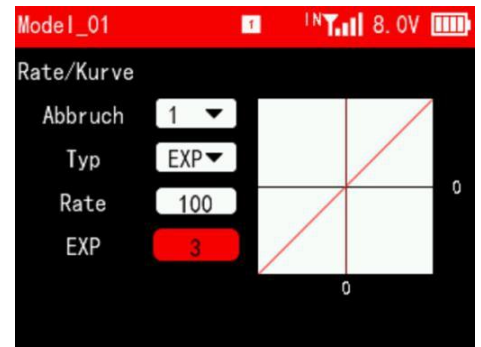 Model_01 1 IN 8.0V
Rate/Kurve
Abbruch 1
Typ EXP
Rate 100
EXP 3
0
0